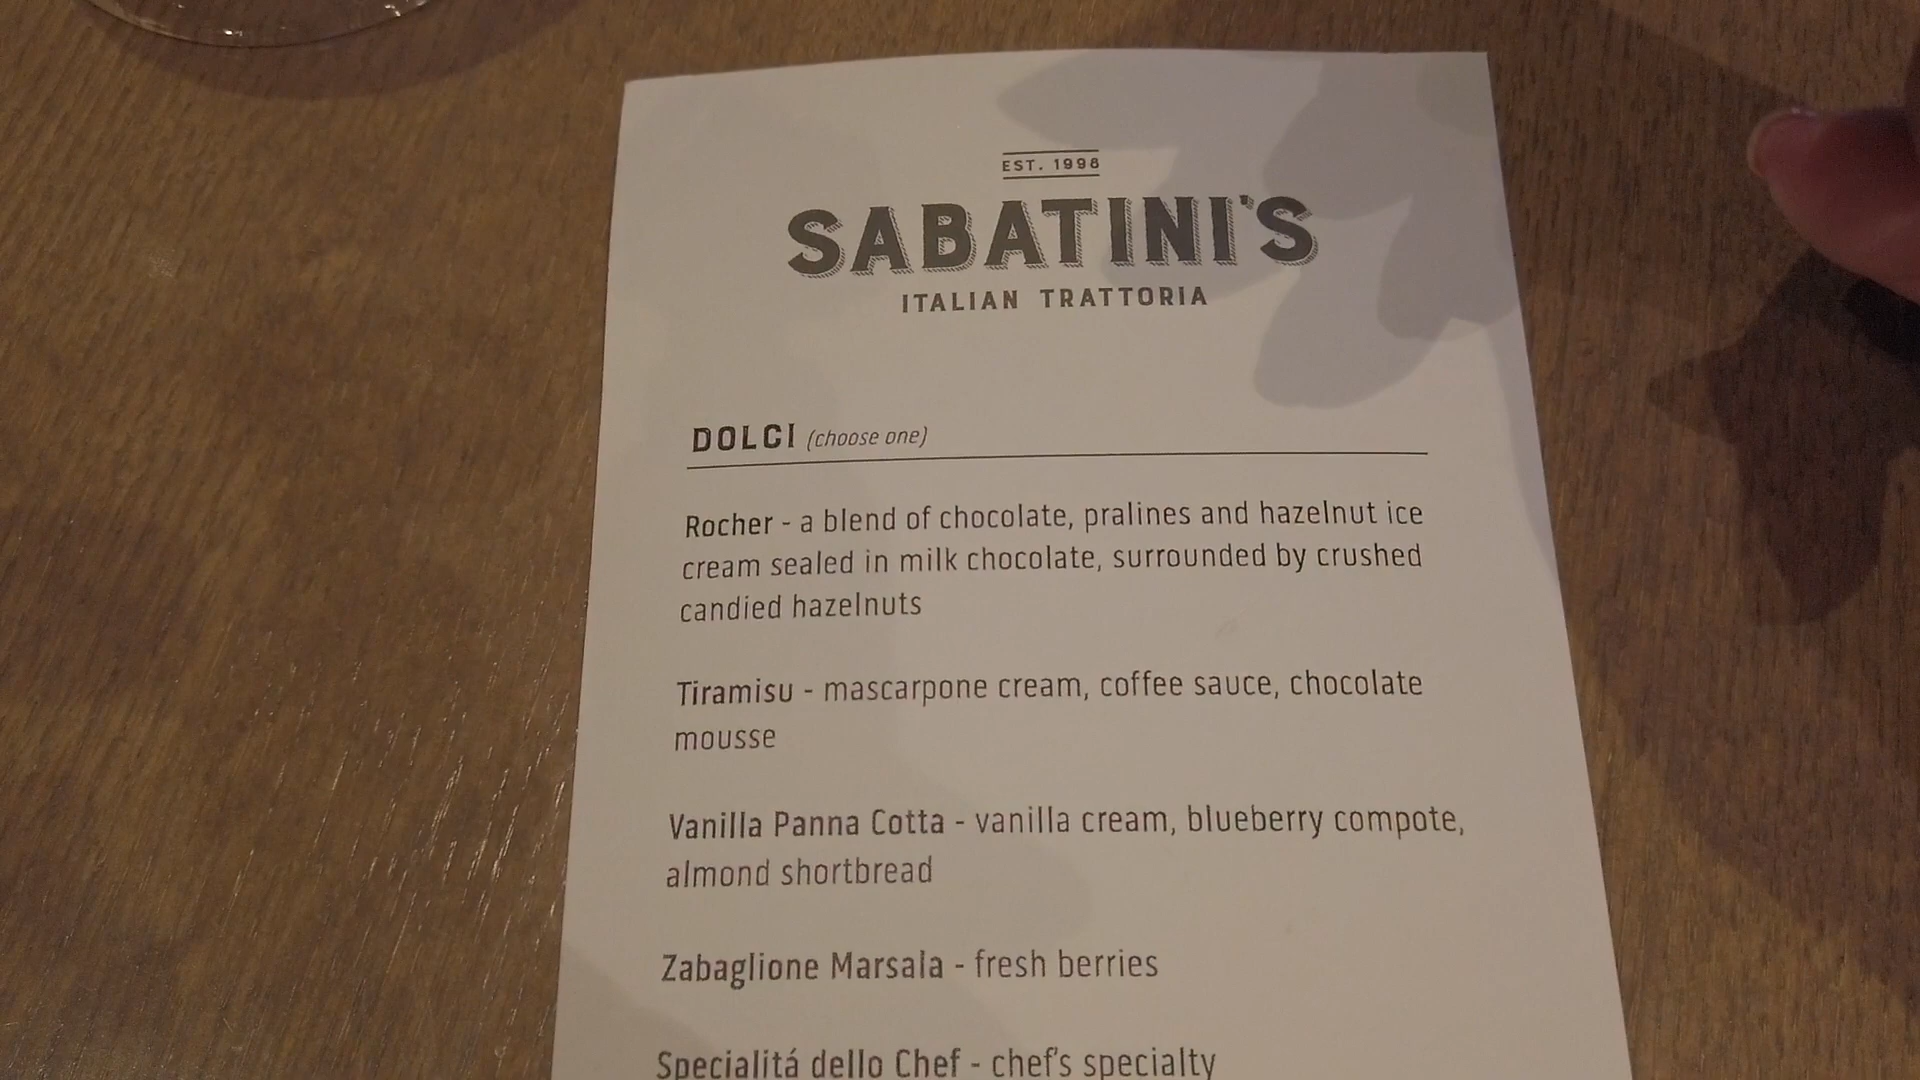 EST. 1998
SABATINI'S
ITALIAN TRATTORIA
DOLCI (choose one)
Rocher - a blend of chocolate, pralines and hazelnut ice
cream sealed in milk chocolate, surrounded by crushed
candied hazelnuts
Tiramisu - mascarpone cream, coffee sauce, chocolate
mousse
Vanilla Panna Cotta - vanilla cream, blueberry compote,
almond shortbread
Zabaglione Marsala - fresh berries
Specialitá dello Chef - chef's specialty